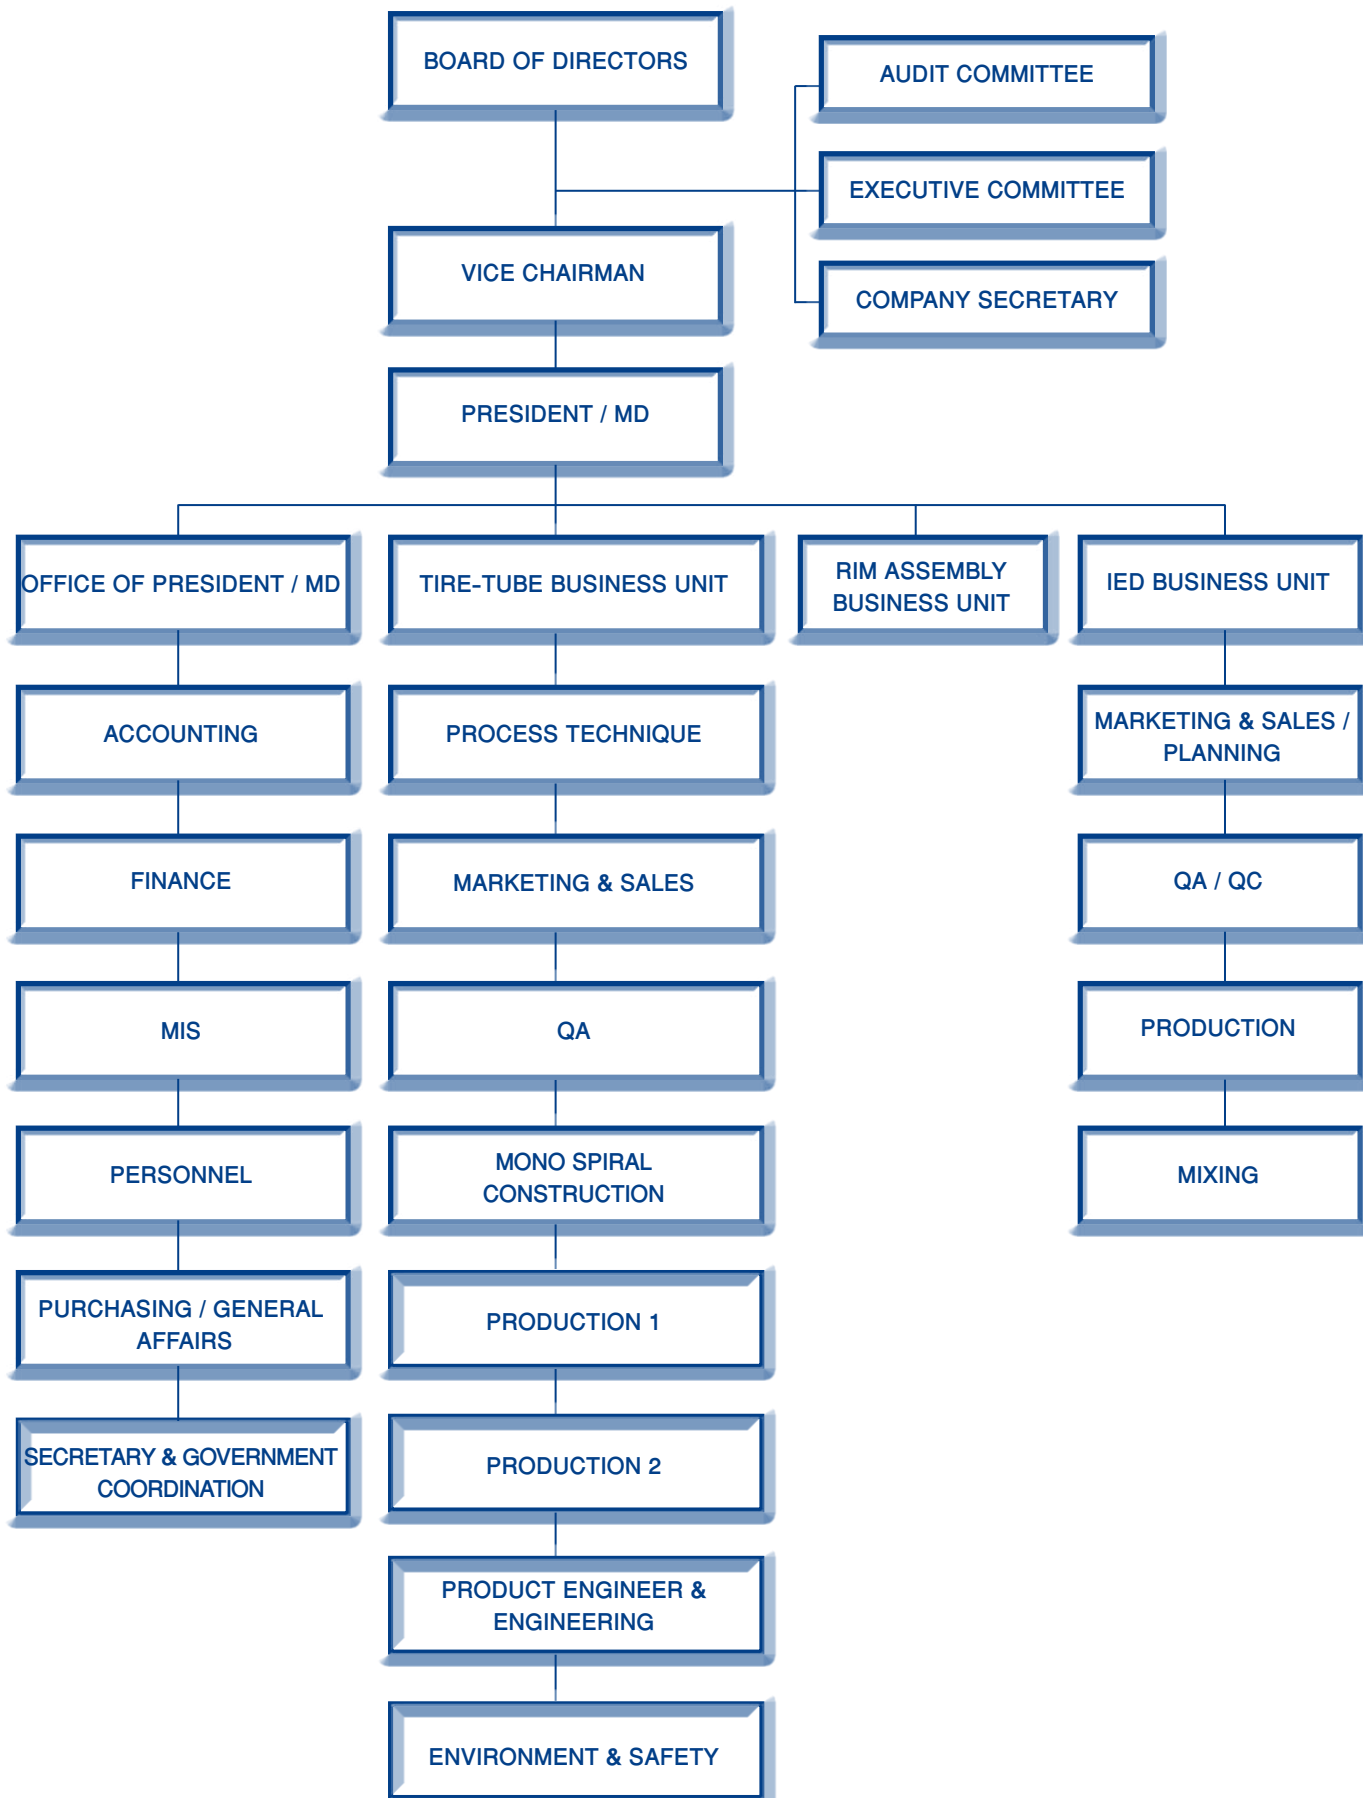 BOARD OF DIRECTORS
AUDIT COMMITTEE
EXECUTIVE COMMITTEE
VICE CHAIRMAN
COMPANY SECRETARY
PRESIDENT / MD
OFFICE OF PRESIDENT / MD
TIRE-TUBE BUSINESS UNIT
RIM ASSEMBLY
BUSINESS UNIT
IED BUSINESS UNIT
ACCOUNTING
PROCESS TECHNIQUE
MARKETING & SALES /
PLANNING
FINANCE
MARKETING & SALES
QA / QC
MIS
QA
PRODUCTION
PERSONNEL
MONO SPIRAL
CONSTRUCTION
MIXING
PURCHASING / GENERAL
AFFAIRS
PRODUCTION 1
SECRETARY & GOVERNMENT
COORDINATION
PRODUCTION 2
PRODUCT ENGINEER &
ENGINEERING
ENVIRONMENT & SAFETY